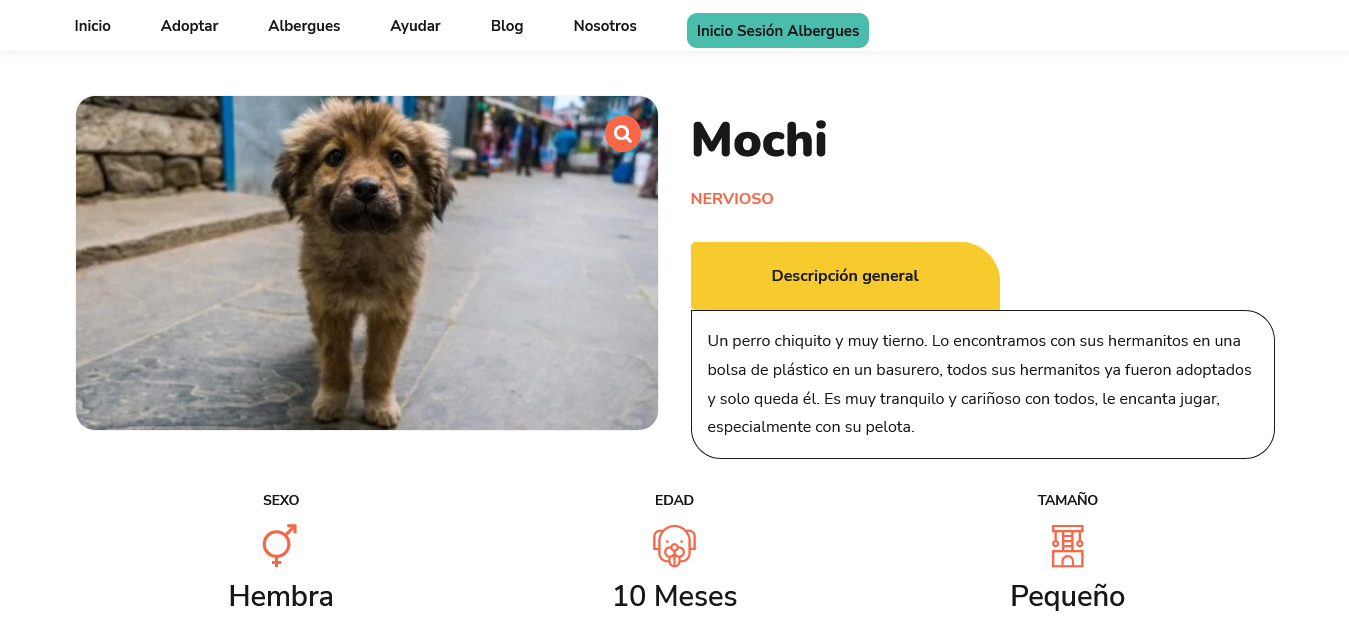 Inicio Adoptar Albergues Ayudar Blog Nosotros Inicio Sesión Albergues
Mochi
NERVIOSO
Descripción general
Un perro chiquito y muy tierno. Lo encontramos con sus hermanitos en una
bolsa de plástico en un basurero, todos sus hermanitos ya fueron adoptados
y solo queda él. Es muy tranquilo y cariñoso con todos, le encanta jugar,
especialmente con su pelota.
SEXO EDAD TAMAÑO
Hembra 10 Meses Pequeño